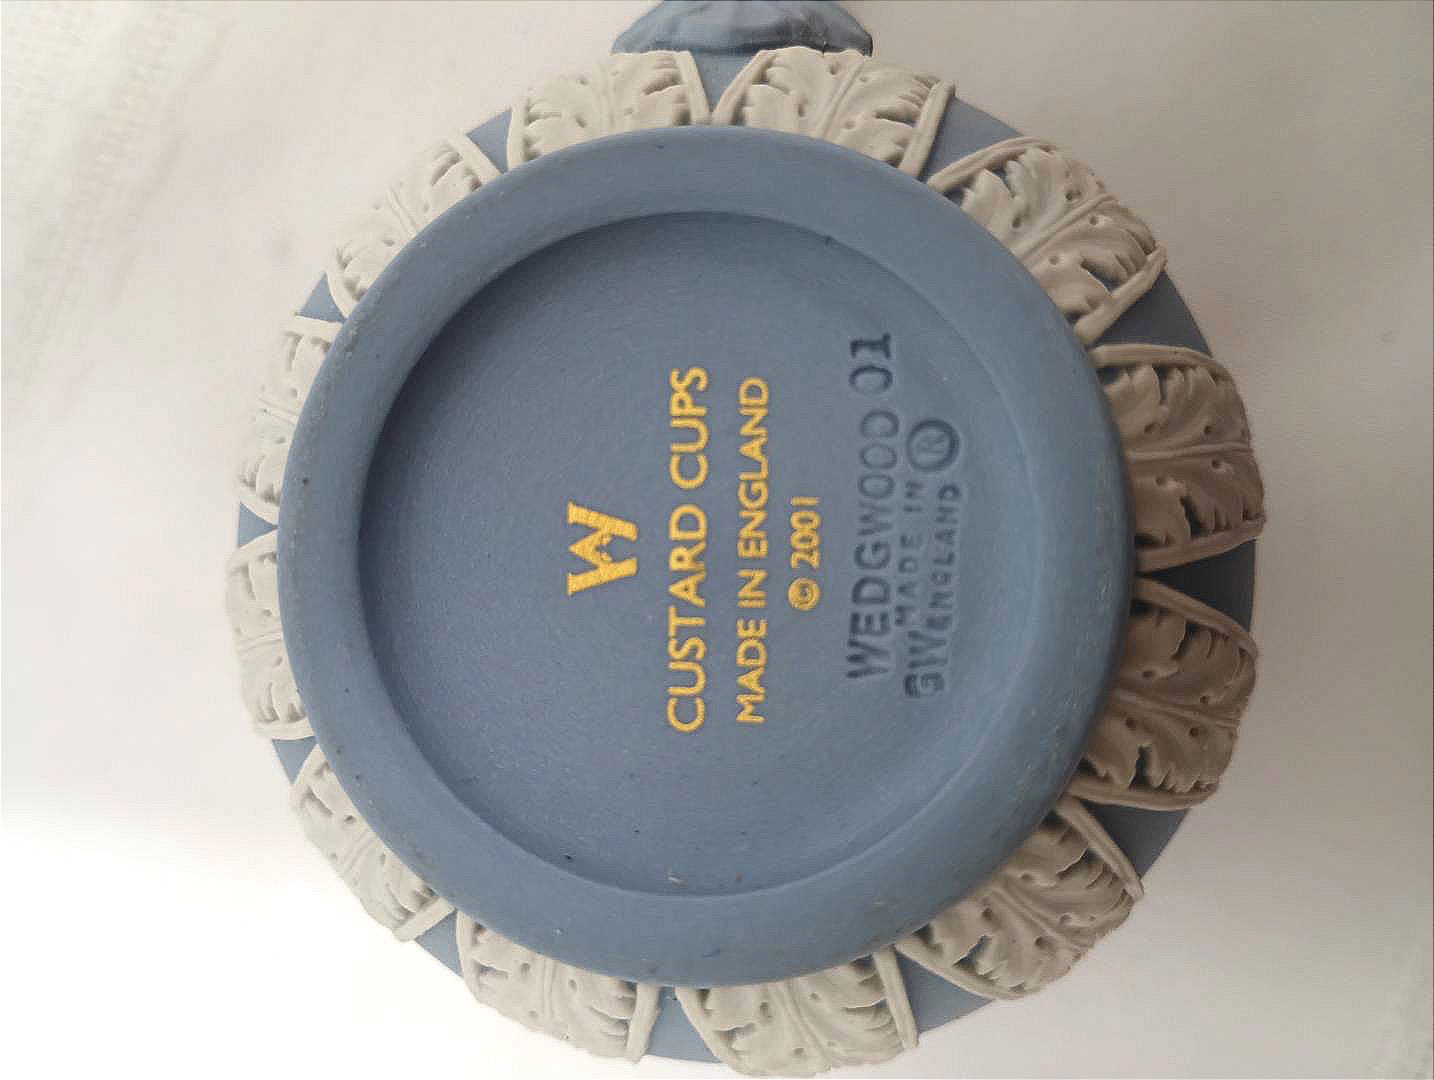 W
CUSTARD CUPS
MADE IN ENGLAND
© 2001
WEDGWOOD 01
MADE IN
ENGLAND
®